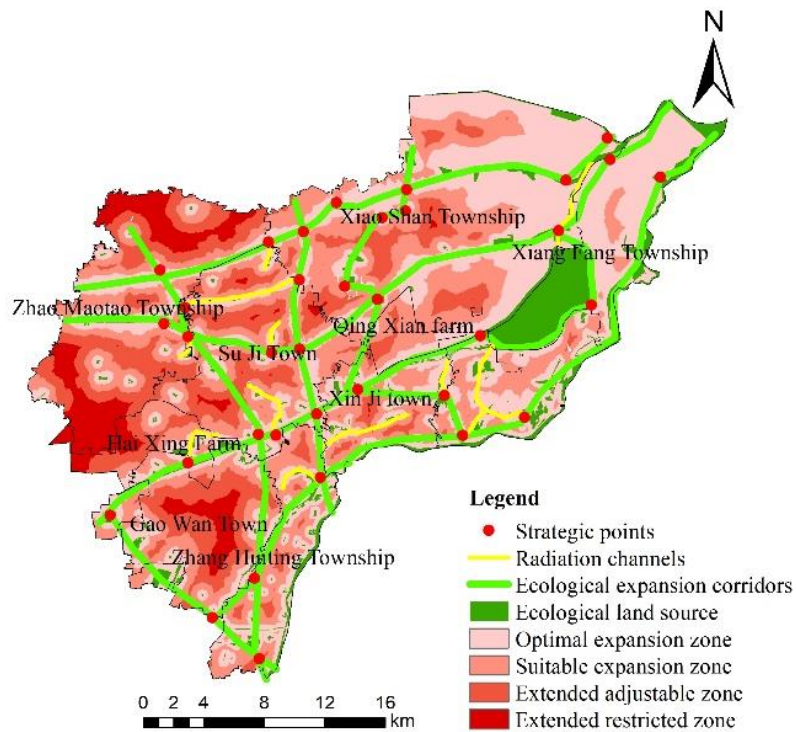 N
Xiao Shan Township
Xiang Fang Township
Zhao Maotao Township
Qing Xian farm
Su Ji Town
Xin Ji town
Hai Xing Farm
Gao Wan Town
Zhang Huiting Township
Legend
Strategic points
Radiation channels
Ecological expansion corridors
Ecological land source
Optimal expansion zone
Suitable expansion zone
Extended adjustable zone
Extended restricted zone
0 2 4 8 12 16
km